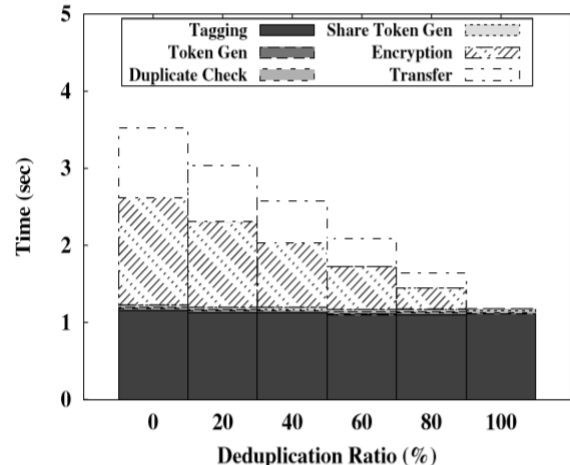 5
Tagging Share Token Gen
Token Gen Encryption
Duplicate Check Transfer
4
3
2
1
0
Time (sec)
0 20 40 60 80 100
Deduplication Ratio (%)